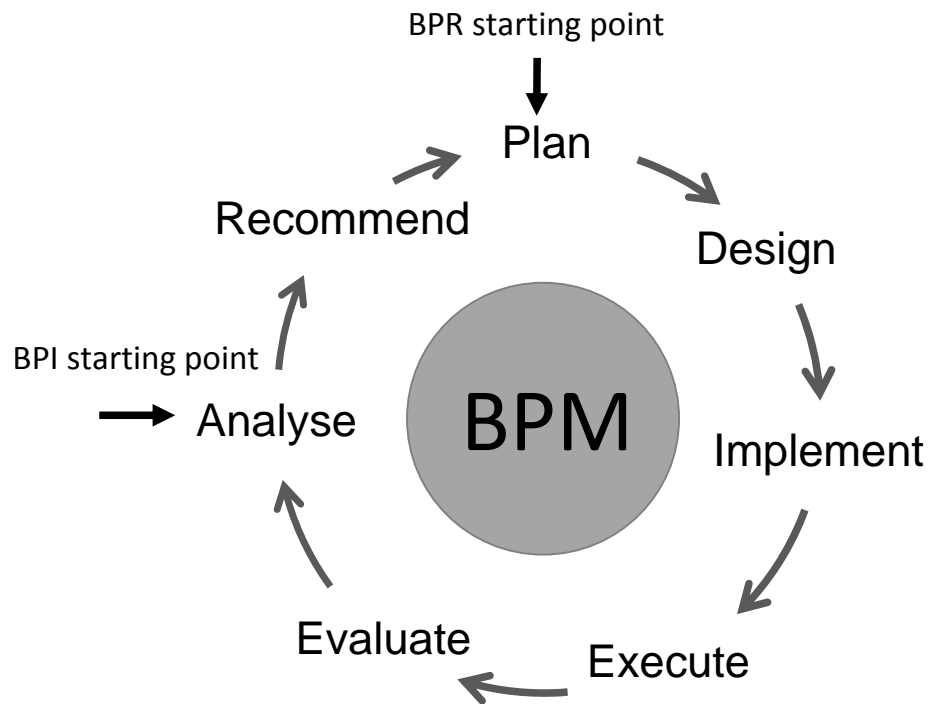 BPR starting point
Plan
Recommend
Design
BPI starting point
Analyse
BPM
Implement
Evaluate
Execute